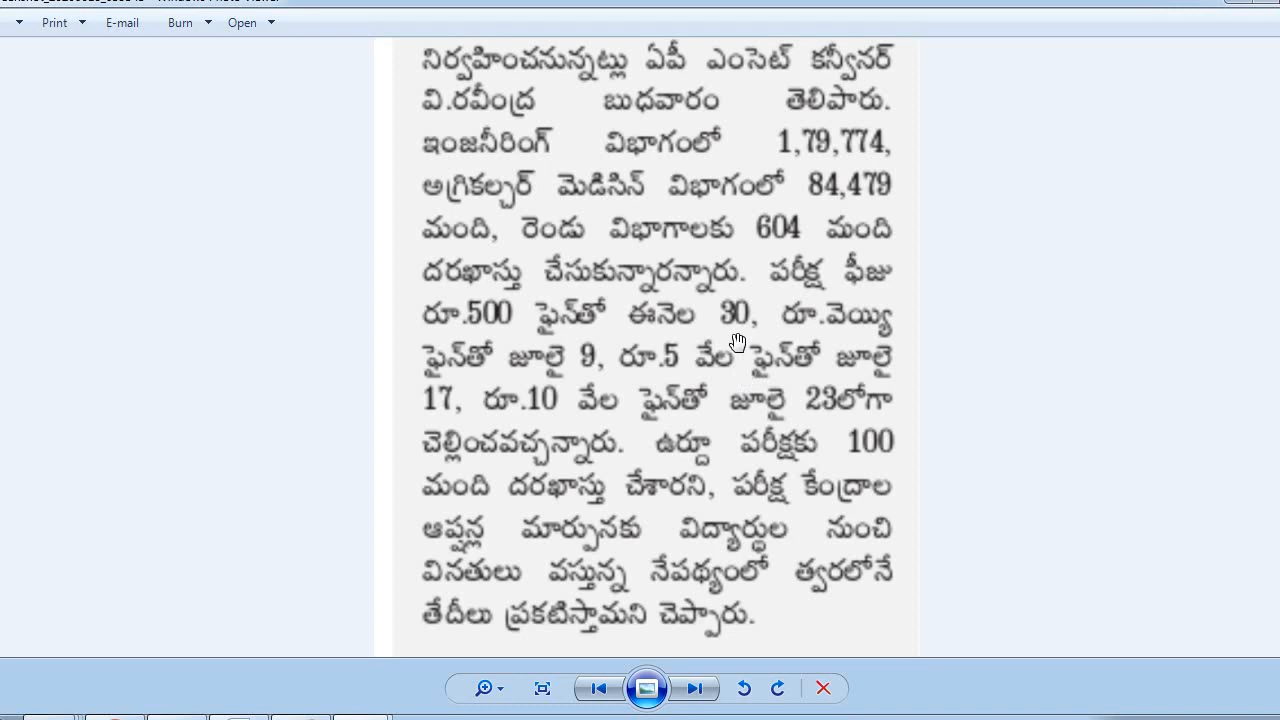 Print E-mail Burn Open
నిర్వహించనున్నట్లు ఏపీ ఎంసెట్ కన్వీనర్
వి.రవీంద్ర బుధవారం తెలిపారు.
ఇంజనీరింగ్ విభాగంలో 1,79,774,
అగ్రికల్చర్ మెడిసిన్ విభాగంలో 84,479
మంది, రెండు విభాగాలకు 604 మంది
దరఖాస్తు చేసుకున్నారన్నారు. పరీక్ష ఫీజు
రూ.500 ఫైన్‌తో ఈనెల 30, రూ.వెయ్యి
ఫైన్‌తో జూలై 9, రూ.5 వేల ఫైన్‌తో జూలై
17, రూ.10 వేల ఫైన్‌తో జూలై 23లోగా
చెల్లించవచ్చన్నారు. ఉర్దూ పరీక్షకు 100
మంది దరఖాస్తు చేశారని, పరీక్ష కేంద్రాల
ఆప్షన్ల మార్పునకు విద్యార్థుల నుంచి
వినతులు వస్తున్న నేపథ్యంలో త్వరలోనే
తేదీలు ప్రకటిస్తామని చెప్పారు.